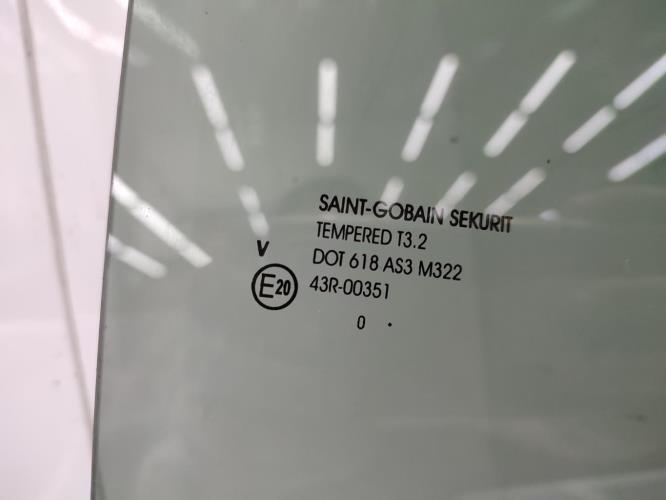 SAINT-GOBAIN SEKURIT
TEMPERED T3.2
V
DOT 618 AS3 M322
E20
43R-00351
0 .